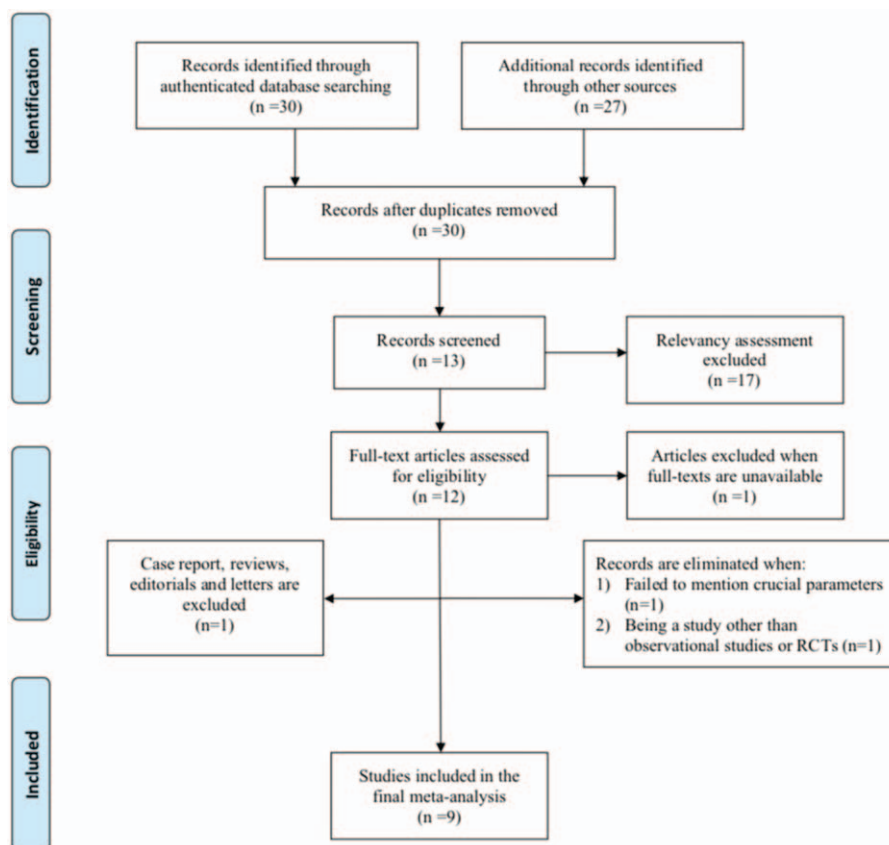 Identification
Records identified through
authenticated database searching
(n =30)
Additional records identified
through other sources
(n =27)
Records after duplicates removed
(n =30)
Screening
Records screened
(n =13)
Relevancy assessment
excluded
(n =17)
Eligibility
Full-text articles assessed
for eligibility
(n =12)
Articles excluded when
full-texts are unavailable
(n =1)
Case report, reviews,
editorials and letters are
excluded
(n=1)
Records are eliminated when:
1) Failed to mention crucial parameters
(n=1)
2) Being a study other than
observational studies or RCTs (n=1)
Included
Studies included in the
final meta-analysis
(n =9)